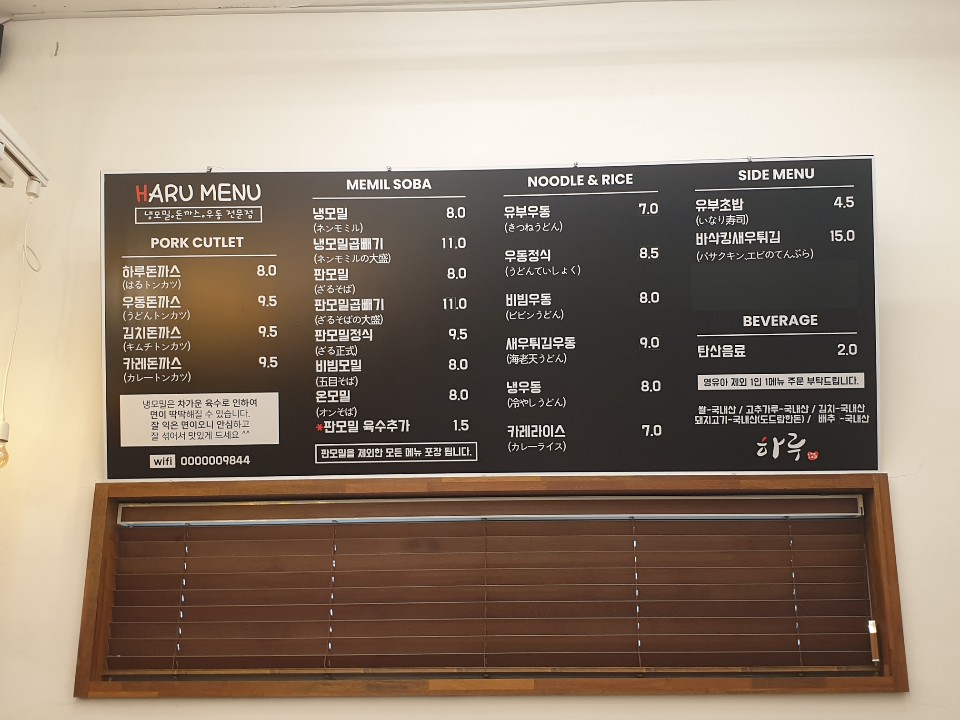 HARU MENU
냉모밀•돈까스•우동 전문점
PORK CUTLET
하루돈까스 8.0
(はるトンカツ)
우동돈까스 9.5
(うどんトンカツ)
김치돈까스 9.5
(キムチトンカツ)
카레돈까스 9.5
(カレートンカツ)
냉모밀은 차가운 육수로 인하여
면이 딱딱해질 수 있습니다.
잘 익은 면이오니 안심하고
잘 섞어서 맛있게 드세요 ^^
wifi 0000009844
MEMIL SOBA
냉모밀 8.0
(ネンモミル)
냉모밀곱빼기 11.0
(ネンモミルの大盛)
판모밀 8.0
(ざるそば)
판모밀곱빼기 11.0
(ざるそばの大盛)
판모밀정식 9.5
(ざる正式)
비빔모밀 8.0
(五目そば)
온모밀 8.0
(オンそば)
*판모밀 육수추가 1.5
판모밀을 제외한 모든 메뉴 포장 됩니다.
NOODLE & RICE
유부우동 7.0
(きつねうどん)
우동정식 8.5
(うどんていしょく)
비빔우동 8.0
(ビビンうどん)
새우튀김우동 9.0
(海老天うどん)
냉우동 8.0
(冷やしうどん)
카레라이스 7.0
(カレーライス)
SIDE MENU
유부초밥 4.5
(いなり寿司)
바삭킹새우튀김 15.0
(バサクキン、エビのてんぷら)
BEVERAGE
탄산음료 2.0
영유아 제외 1인 1메뉴 주문 부탁드립니다.
쌀-국내산 / 고추가루-국내산 / 김치-국내산
돼지고기-국내산(도드람한돈) / 배추 -국내산
하루